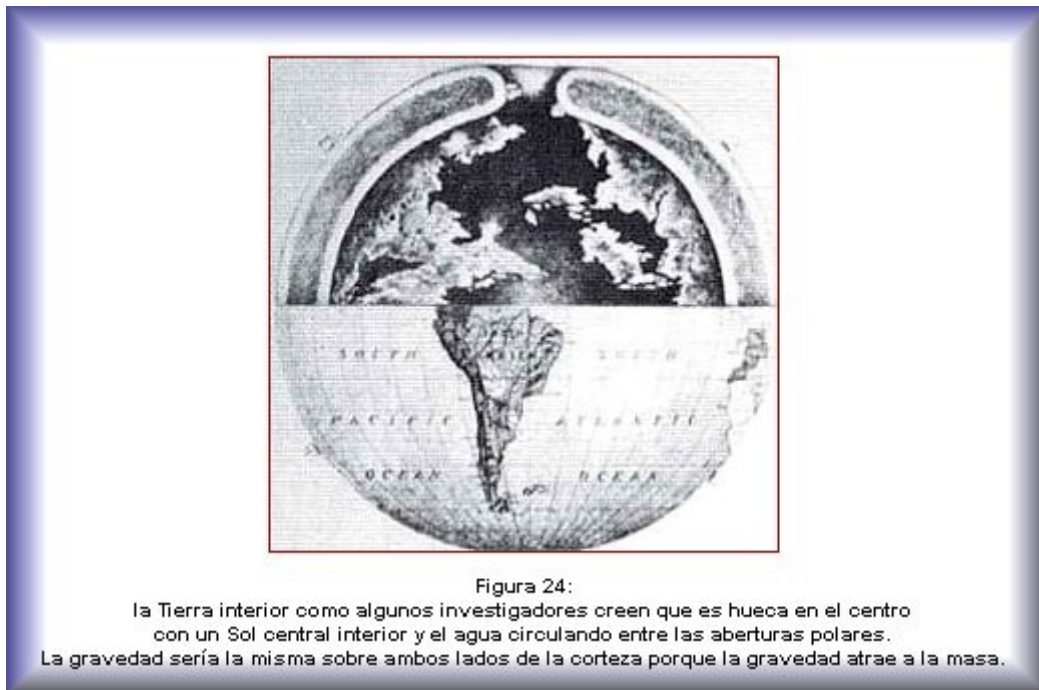 SOUTH SOUTH
PACIFIC ATLANTIC
OCEAN OCEAN
Figura 24:
la Tierra interior como algunos investigadores creen que es hueca en el centro
con un Sol central interior y el agua circulando entre las aberturas polares.
La gravedad sería la misma sobre ambos lados de la corteza porque la gravedad atrae a la masa.